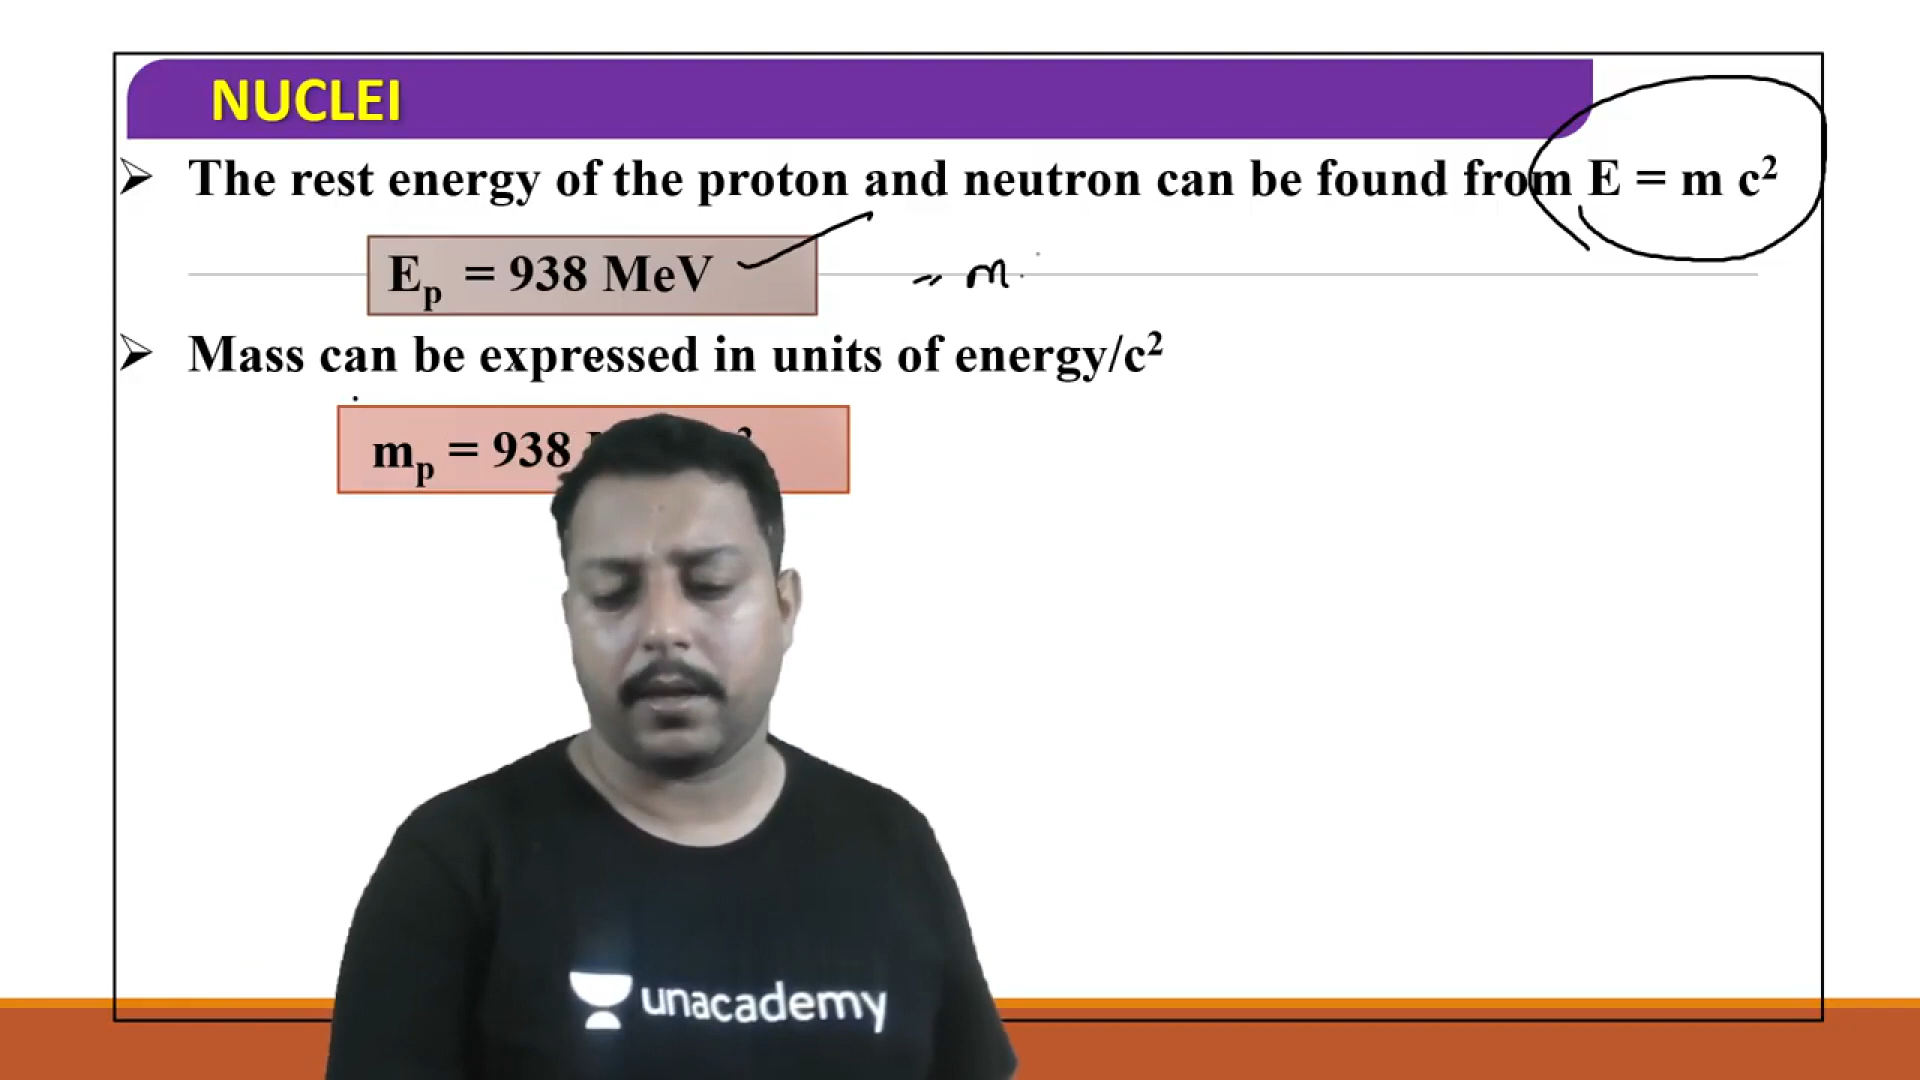 NUCLEI
➢ The rest energy of the proton and neutron can be found from E = m c²
Eₚ = 938 MeV
= m
➢ Mass can be expressed in units of energy/c²
mₚ = 938
unacademy